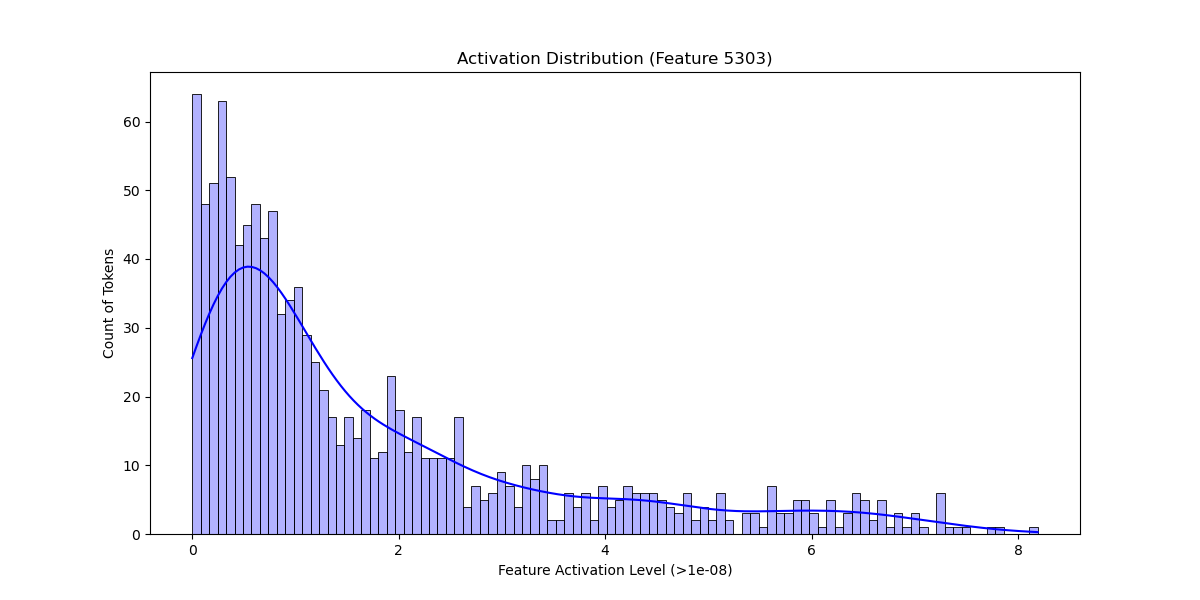 Activation Distribution (Feature 5303)
60
50
40
30
20
10
0
Count of Tokens
0 2 4 6 8
Feature Activation Level (>1e-08)